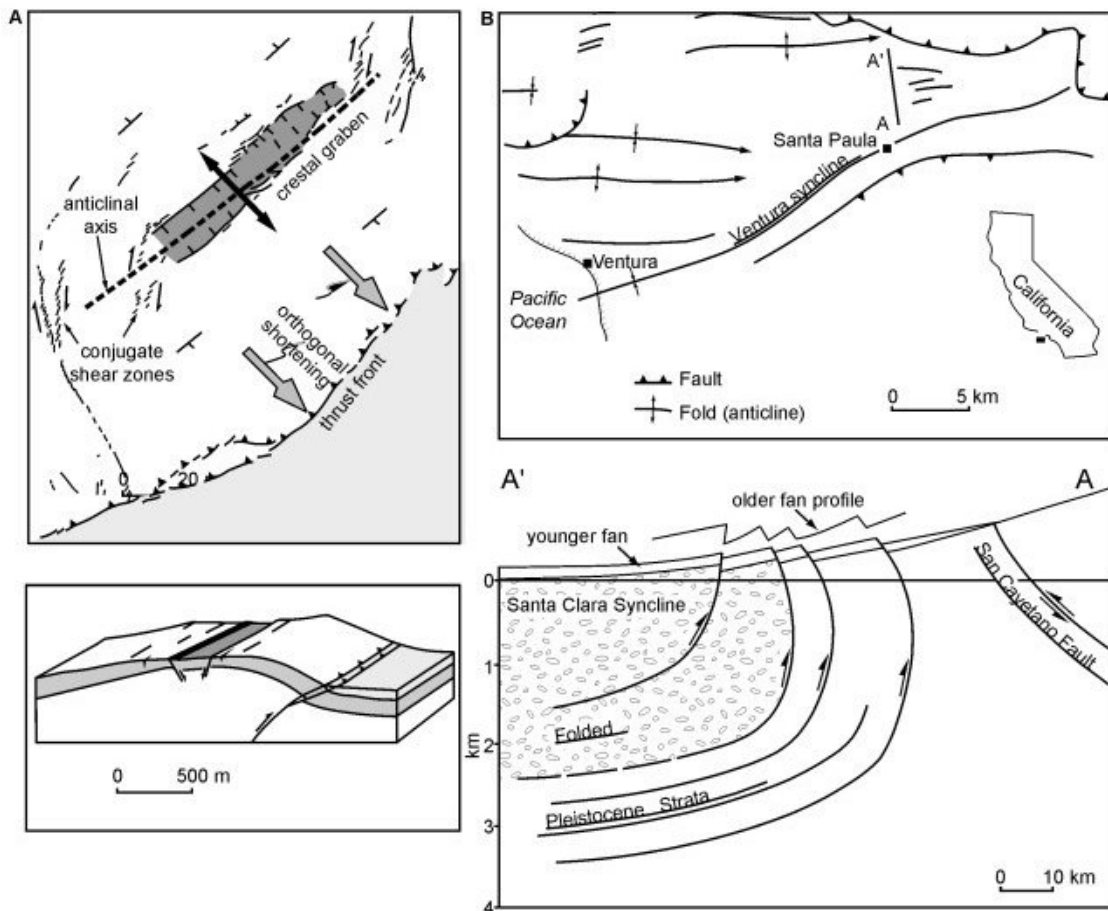 A
anticlinal
axis
crestal graben
orthogonal
shortening
thrust front
conjugate
shear zones
0 20
0 500 m
B
A'
A
Santa Paula
Ventura syncline
Ventura
Pacific
Ocean
California
Fault
Fold (anticline)
0 5 km
A' A
older fan profile
younger fan
0
Santa Clara Syncline
San Cayetano Fault
1
Folded
2
km
Pleistocene Strata
3
0 10 km
4